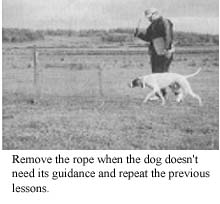 Remove the rope when the dog doesn't
need its guidance and repeat the previous
lessons.